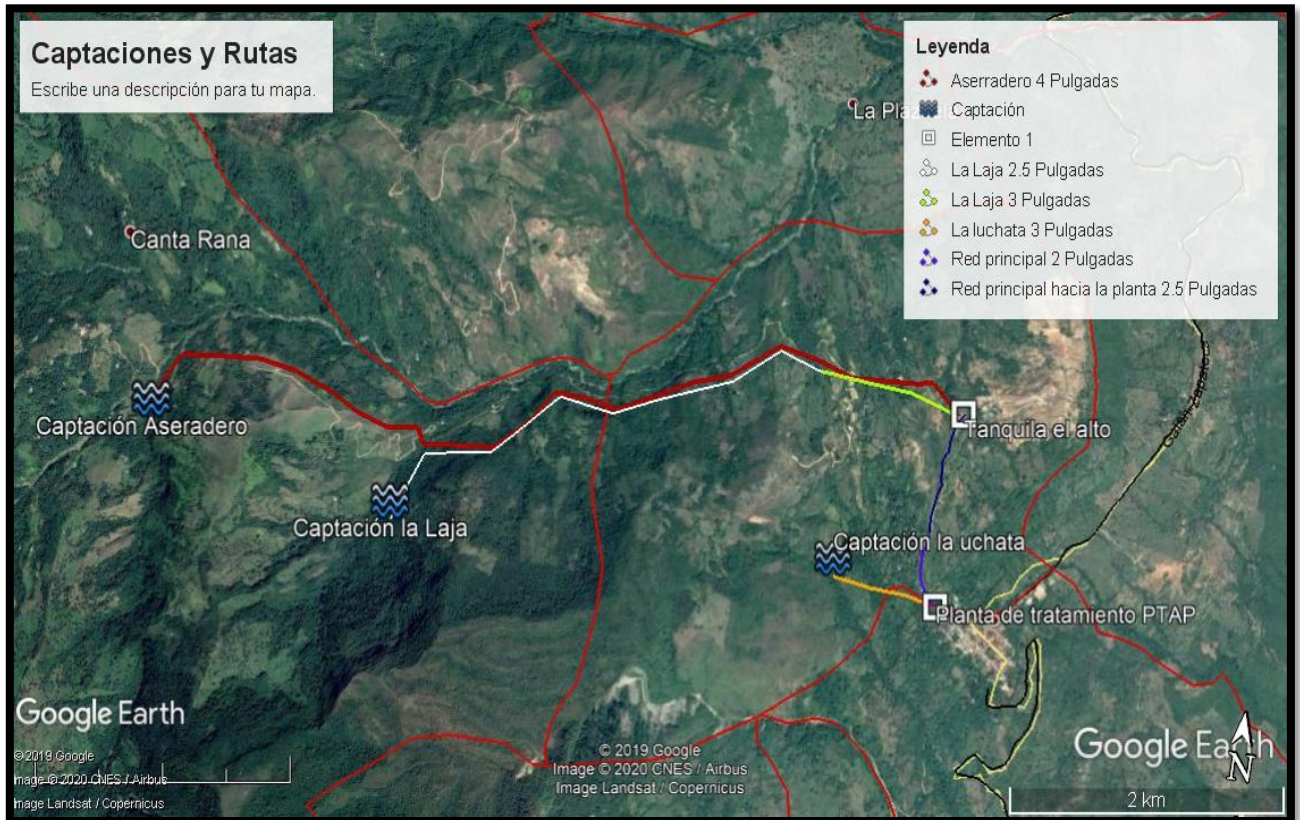 Captaciones y Rutas
Escribe una descripción para tu mapa.
Leyenda
Aserradero 4 Pulgadas
Captación
Elemento 1
La Laja 2.5 Pulgadas
La Laja 3 Pulgadas
La luchata 3 Pulgadas
Red principal 2 Pulgadas
Red principal hacia la planta 2.5 Pulgadas
La
Canta Rana
Captación Aseradero
Tanquila el alto
Captación la Laja
Captación la uchata
Planta de tratamiento PTAP
Google Earth
© 2019 Google
Image © 2020 CNES / Airbus
Image Landsat / Copernicus
© 2019 Google
Image © 2020 CNES / Airbus
Image Landsat / Copernicus
Google Earth
N
2 km